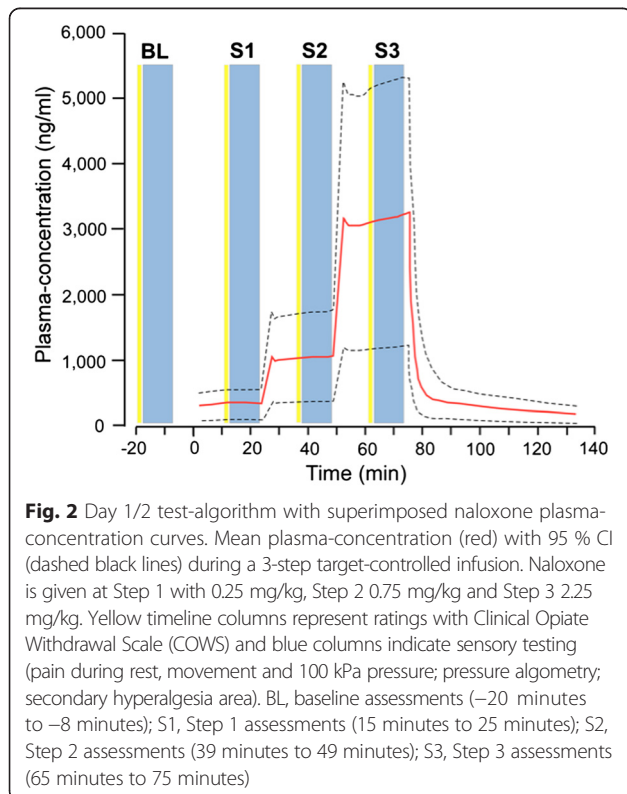 6,000
BL S1 S2 S3
5,000
4,000
3,000
2,000
1,000
0
Plasma-concentration (ng/ml)
-20 0 20 40 60 80 100 120 140
Time (min)
Fig. 2 Day 1/2 test-algorithm with superimposed naloxone plasma-
concentration curves. Mean plasma-concentration (red) with 95 % CI
(dashed black lines) during a 3-step target-controlled infusion. Naloxone
is given at Step 1 with 0.25 mg/kg, Step 2 0.75 mg/kg and Step 3 2.25
mg/kg. Yellow timeline columns represent ratings with Clinical Opiate
Withdrawal Scale (COWS) and blue columns indicate sensory testing
(pain during rest, movement and 100 kPa pressure; pressure algometry;
secondary hyperalgesia area). BL, baseline assessments (−20 minutes
to −8 minutes); S1, Step 1 assessments (15 minutes to 25 minutes); S2,
Step 2 assessments (39 minutes to 49 minutes); S3, Step 3 assessments
(65 minutes to 75 minutes)